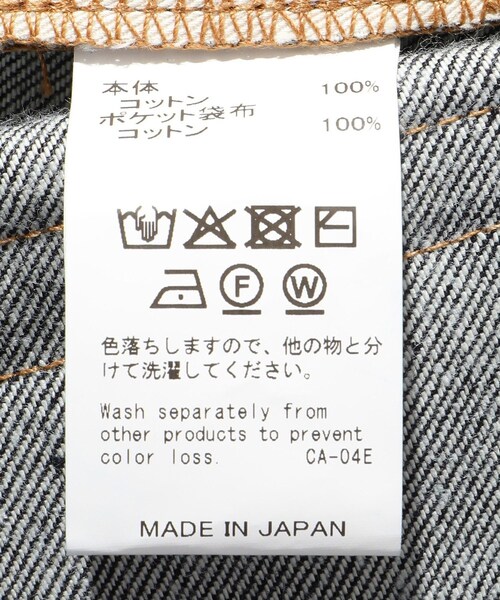 本体 100%
コットン
ポケット袋布 100%
コットン
F W
色落ちしますので、他の物と分
けて洗濯してください。
Wash separately from
other products to prevent
color loss. CA-04E
MADE IN JAPAN